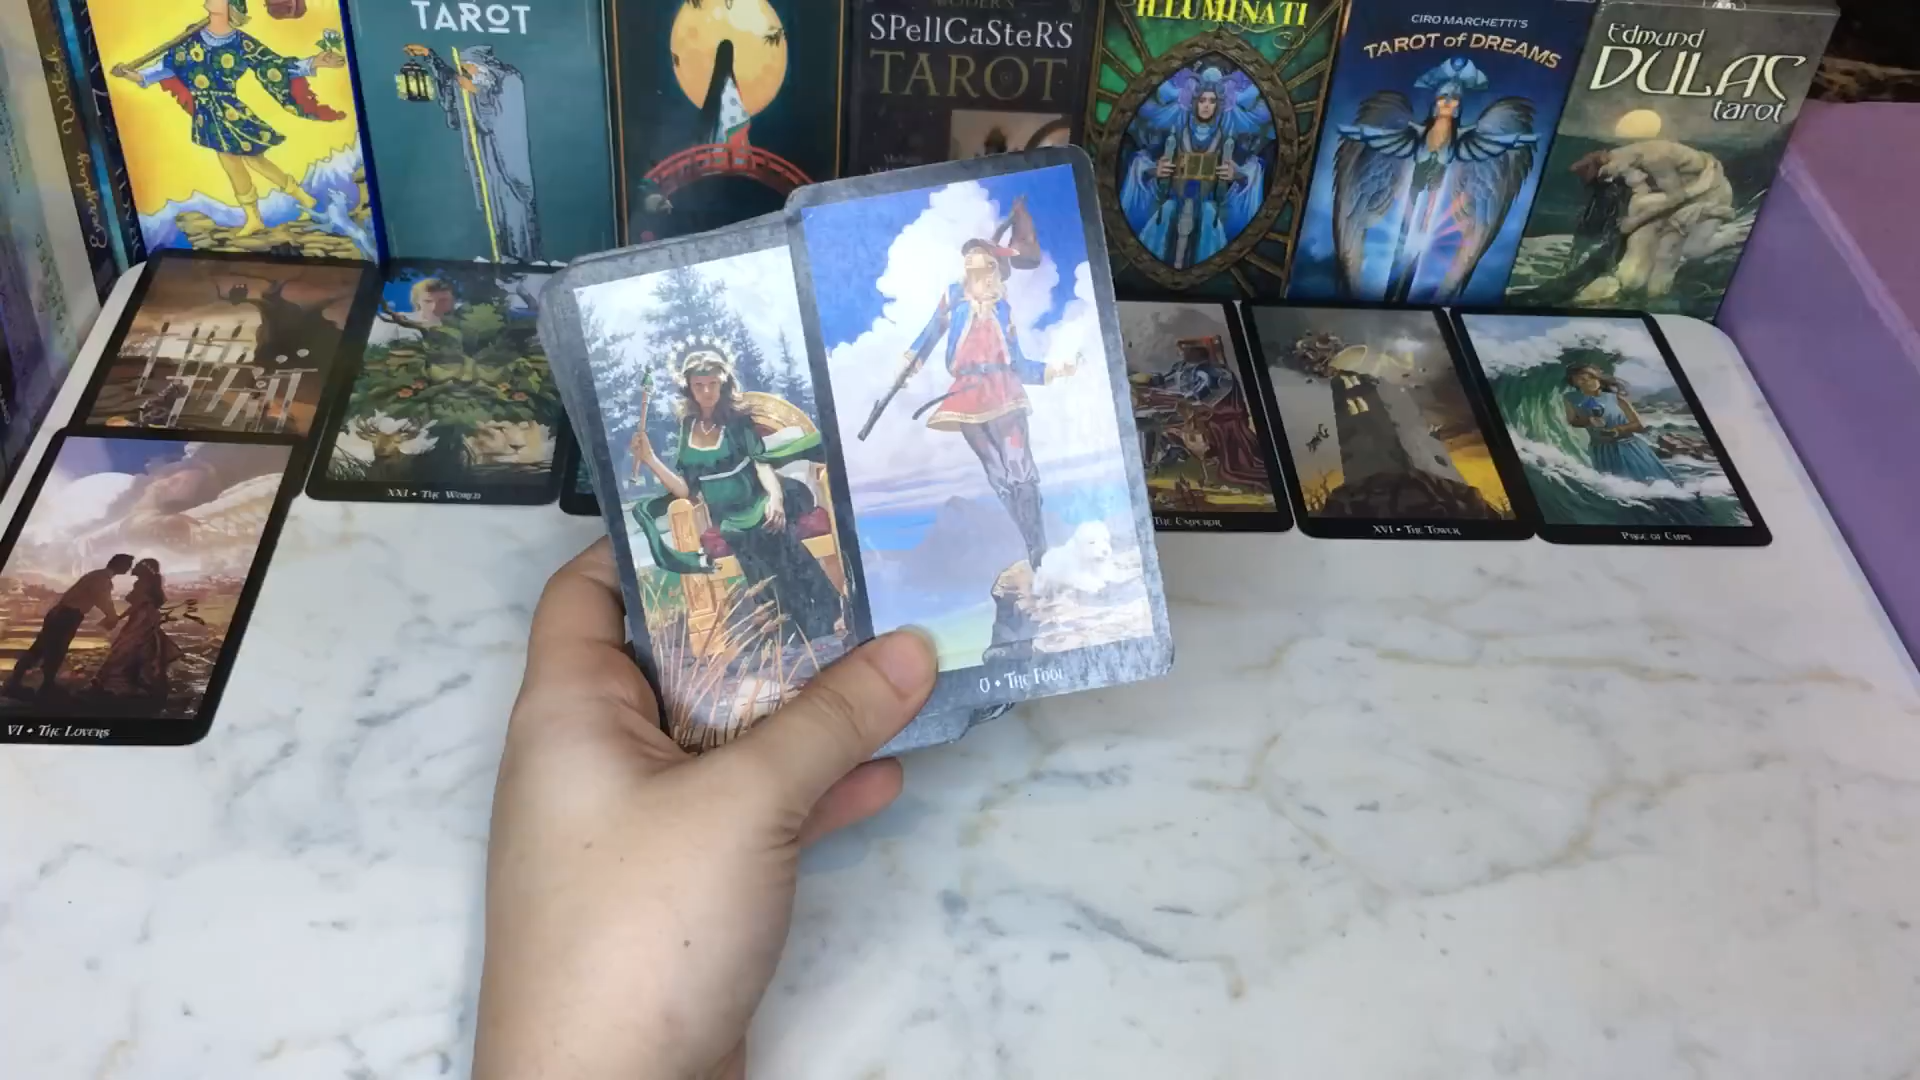 Everyday Witch
TAROT
SPellCaSTeRS
TAROT
ILLUMINATI
CIRO MARCHETTI'S
TAROT of DREAMS
Edmund
DULAC
tarot
XXI • THE WORLD
0 • THE FOOL
THE EMPEROR
XVI • THE TOWER
PAGE OF CUPS
VI • THE LOVERS